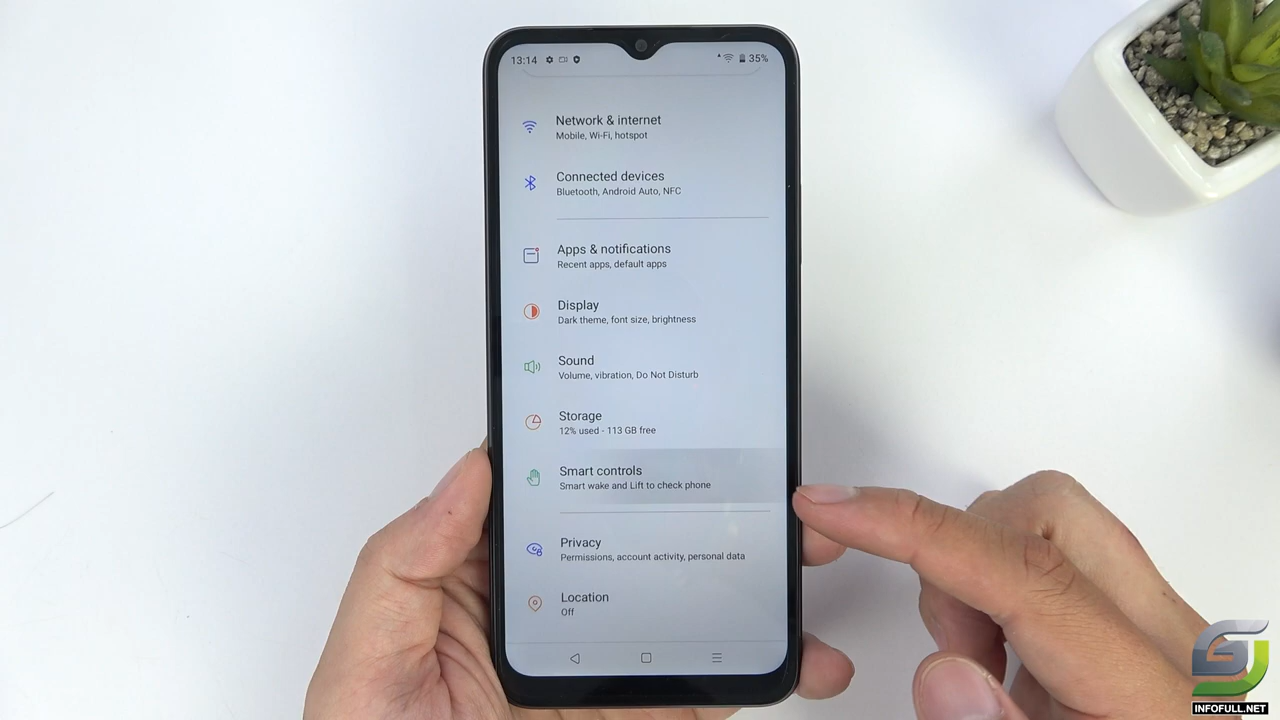 13:14
35%
Network & internet
Mobile, Wi-Fi, hotspot
Connected devices
Bluetooth, Android Auto, NFC
Apps & notifications
Recent apps, default apps
Display
Dark theme, font size, brightness
Sound
Volume, vibration, Do Not Disturb
Storage
12% used - 113 GB free
Smart controls
Smart wake and Lift to check phone
Privacy
Permissions, account activity, personal data
Location
Off
INFOFULL.NET